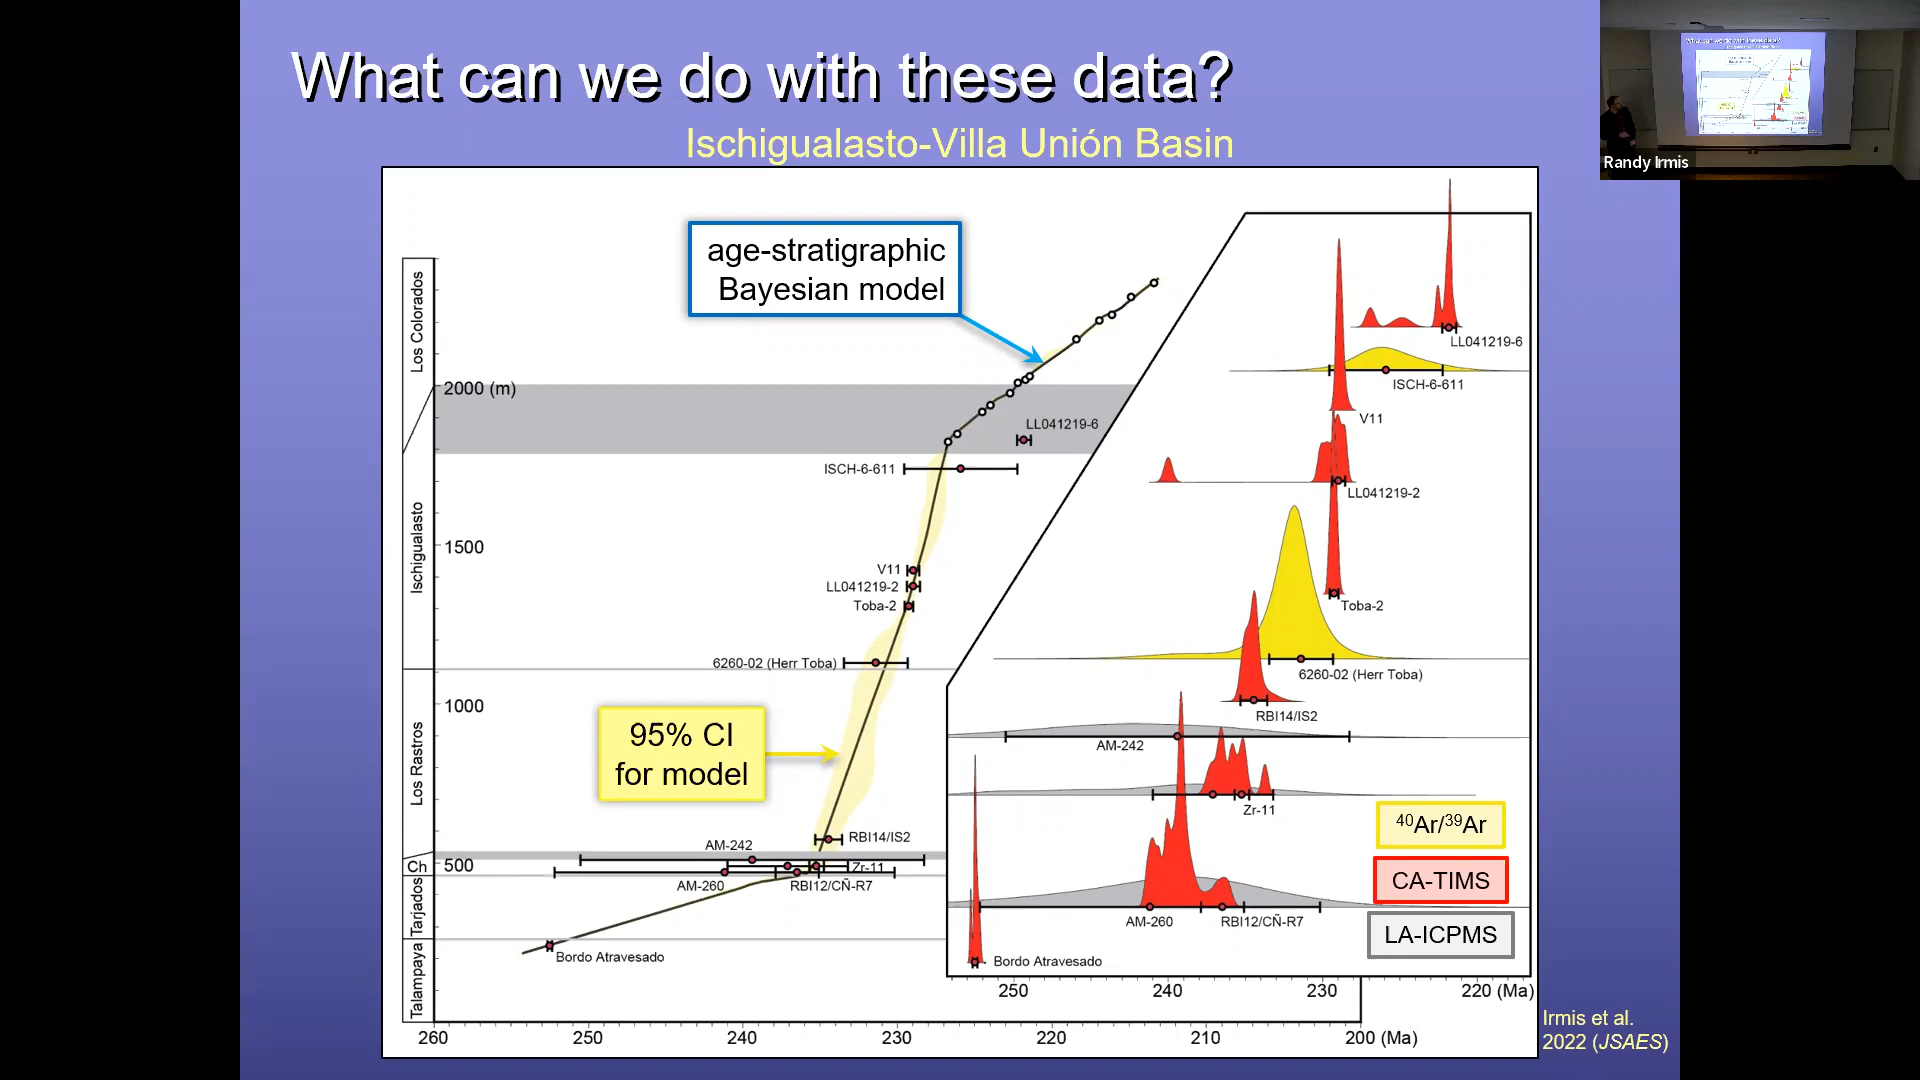 What can we do with these data?
Ischigualasto-Villa Unión Basin
Randy Irmis
age-stratigraphic
Bayesian model
95% CI
for model
Los Colorados
Ischigualasto
Los Rastros
Ch
Tarjados
Talampaya
2000 (m)
1500
1000
500
LL041219-6
ISCH-6-611
V11
LL041219-2
Toba-2
6260-02 (Herr Toba)
RBI14/IS2
AM-242
Zr-11
AM-260
RBI12/CÑ-R7
Bordo Atravesado
260
250
240
230
220
210
200 (Ma)
LL041219-6
ISCH-6-611
V11
LL041219-2
Toba-2
6260-02 (Herr Toba)
RBI14/IS2
AM-242
Zr-11
AM-260
RBI12/CÑ-R7
Bordo Atravesado
250
240
230
220 (Ma)
⁴⁰Ar/³⁹Ar
CA-TIMS
LA-ICPMS
Irmis et al.
2022 (JSAES)